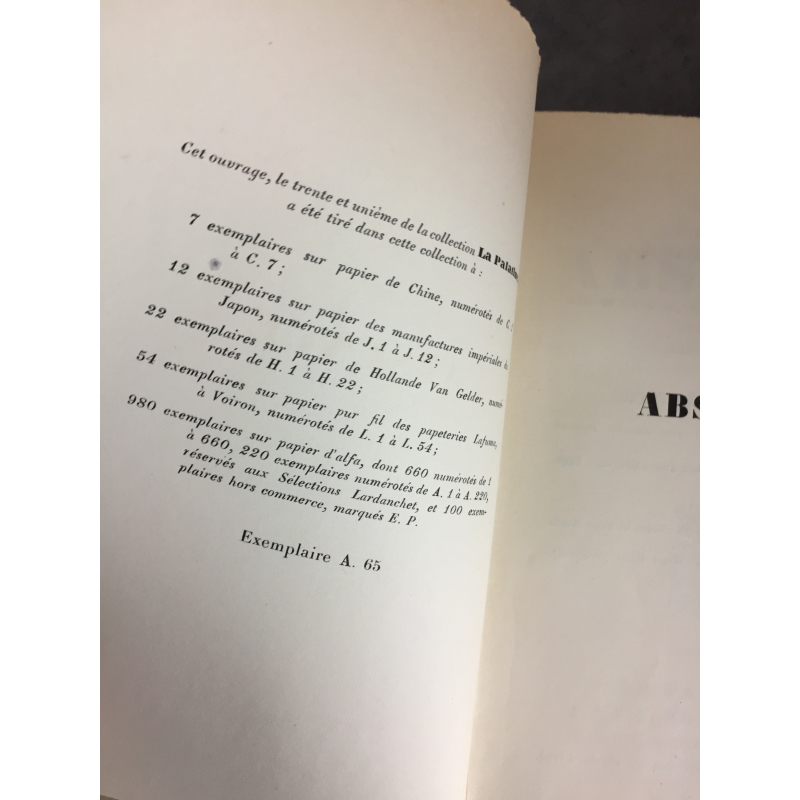 Cet ouvrage, le trente et unième de la collection La Palatin
a été tiré dans cette collection à :
7 exemplaires sur papier de Chine, numérotés de C.
à C. 7 ;
12 exemplaires sur papier des manufactures impériales du
Japon, numérotés de J. 1 à J. 12 ;
22 exemplaires sur papier de Hollande Van Gelder, numé-
rotés de H. 1 à H. 22 ;
54 exemplaires sur papier pur fil des papeteries Lafuma,
à Voiron, numérotés de L. 1 à L. 54 ;
980 exemplaires sur papier d'alfa, dont 660 numérotés de 1
à 660, 220 exemplaires numérotés de A. 1 à A. 220,
réservés aux Sélections Lardanchet, et 100 exem-
plaires hors commerce, marqués E. P.
Exemplaire A. 65
ABS